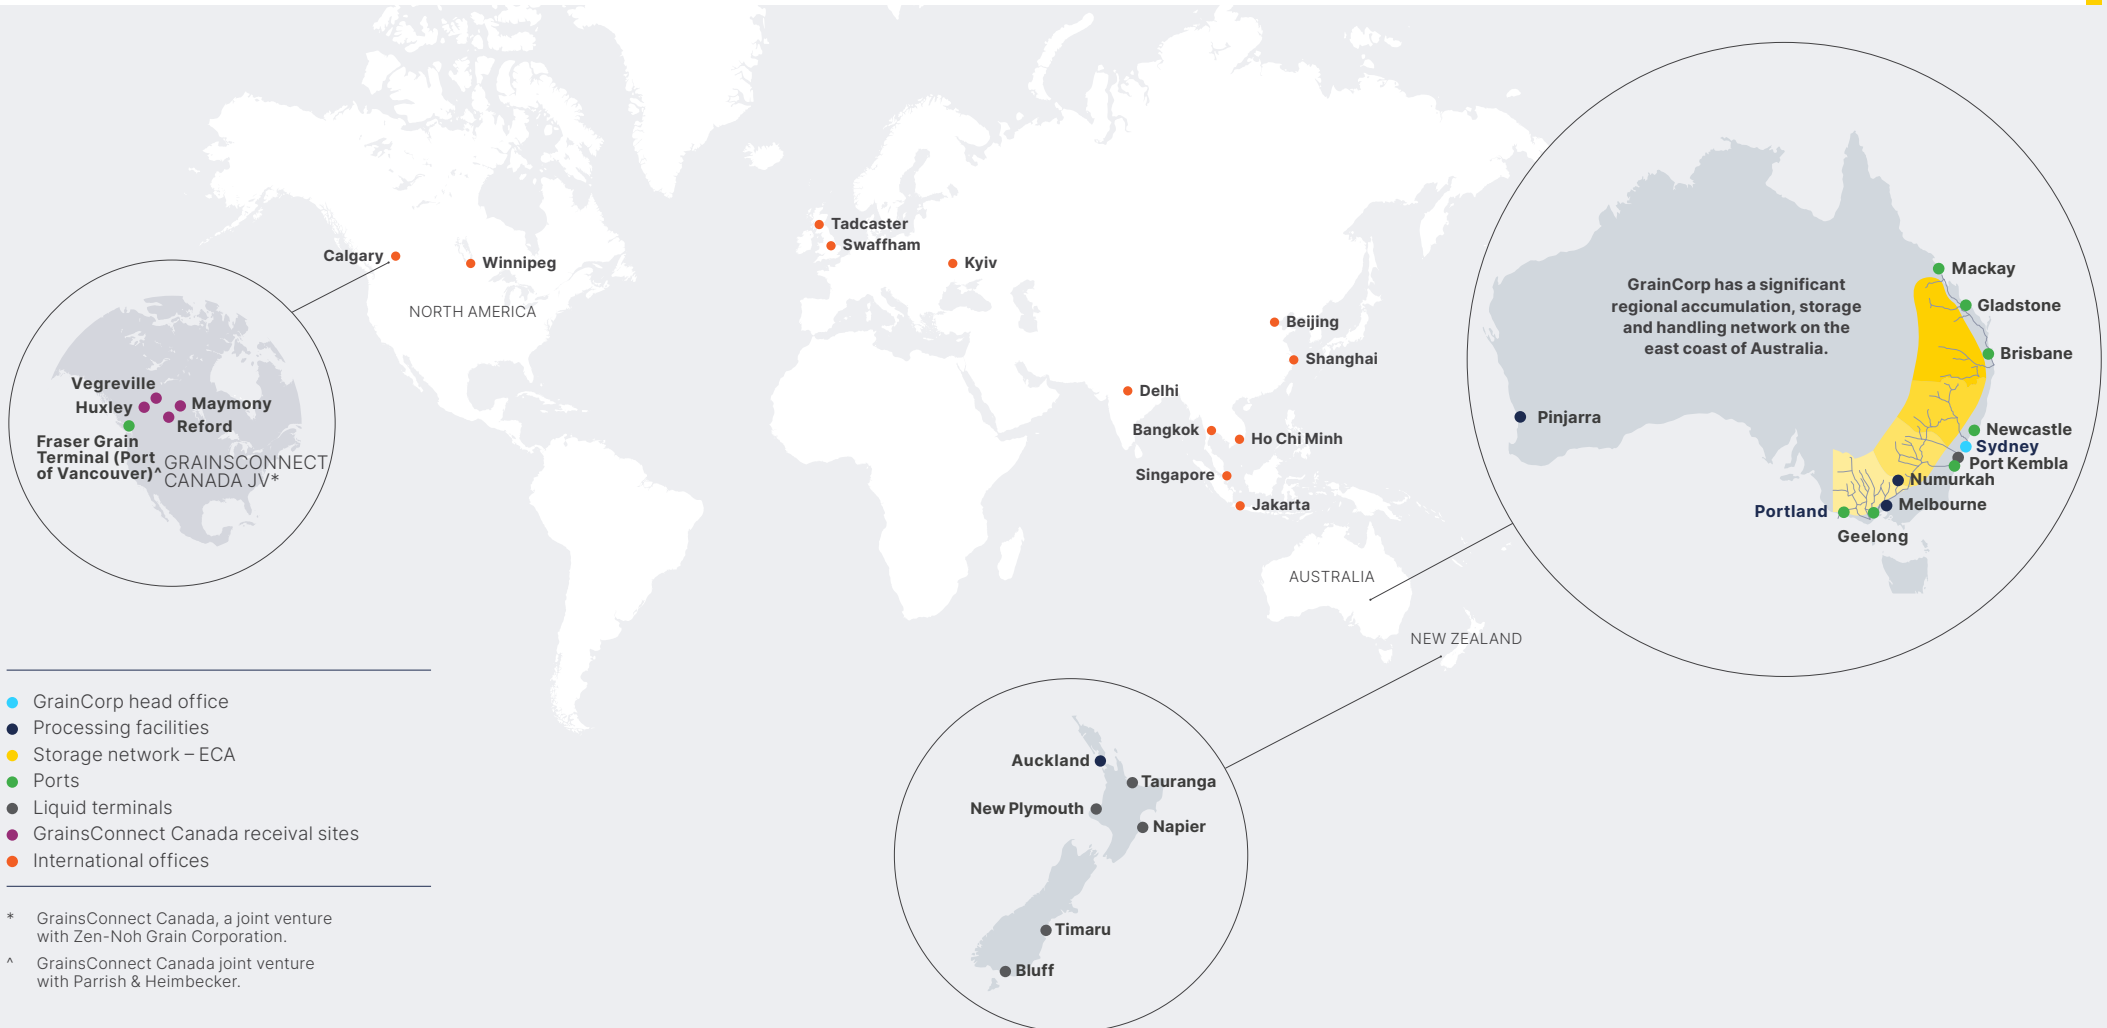 Calgary
Winnipeg
NORTH AMERICA
Tadcaster
Swaffham
Kyiv
Beijing
Shanghai
Delhi
Bangkok
Ho Chi Minh
Singapore
Jakarta
AUSTRALIA
NEW ZEALAND
Vegreville
Huxley
Maymony
Reford
Fraser Grain
Terminal (Port
of Vancouver)^
GRAINSCONNECT
CANADA JV*
GrainCorp has a significant
regional accumulation, storage
and handling network on the
east coast of Australia.
Mackay
Gladstone
Brisbane
Pinjarra
Newcastle
Sydney
Port Kembla
Numurkah
Melbourne
Portland
Geelong
Auckland
Tauranga
New Plymouth
Napier
Timaru
Bluff
GrainCorp head office
Processing facilities
Storage network – ECA
Ports
Liquid terminals
GrainsConnect Canada receival sites
International offices
* GrainsConnect Canada, a joint venture
with Zen-Noh Grain Corporation.
^ GrainsConnect Canada joint venture
with Parrish & Heimbecker.